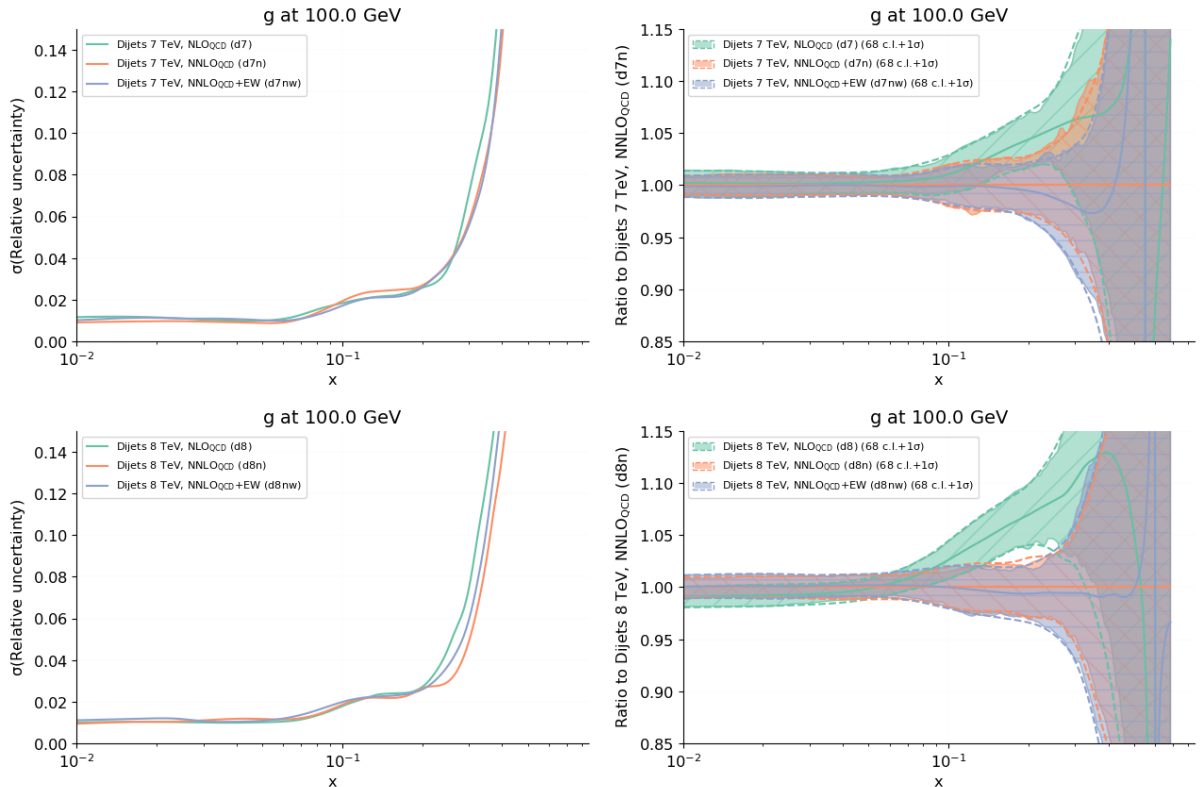 g at 100.0 GeV
σ(Relative uncertainty)
0.14
0.12
0.10
0.08
0.06
0.04
0.02
0.00
Dijets 7 TeV, NLO_QCD (d7)
Dijets 7 TeV, NNLO_QCD (d7n)
Dijets 7 TeV, NNLO_QCD+EW (d7nw)
10⁻² 10⁻¹
x
g at 100.0 GeV
Ratio to Dijets 7 TeV, NNLO_QCD (d7n)
1.15
1.10
1.05
1.00
0.95
0.90
0.85
Dijets 7 TeV, NLO_QCD (d7) (68 c.l.+1σ)
Dijets 7 TeV, NNLO_QCD (d7n) (68 c.l.+1σ)
Dijets 7 TeV, NNLO_QCD+EW (d7nw) (68 c.l.+1σ)
10⁻² 10⁻¹
x
g at 100.0 GeV
σ(Relative uncertainty)
0.14
0.12
0.10
0.08
0.06
0.04
0.02
0.00
Dijets 8 TeV, NLO_QCD (d8)
Dijets 8 TeV, NNLO_QCD (d8n)
Dijets 8 TeV, NNLO_QCD+EW (d8nw)
10⁻² 10⁻¹
x
g at 100.0 GeV
Ratio to Dijets 8 TeV, NNLO_QCD (d8n)
1.15
1.10
1.05
1.00
0.95
0.90
0.85
Dijets 8 TeV, NLO_QCD (d8) (68 c.l.+1σ)
Dijets 8 TeV, NNLO_QCD (d8n) (68 c.l.+1σ)
Dijets 8 TeV, NNLO_QCD+EW (d8nw) (68 c.l.+1σ)
10⁻² 10⁻¹
x